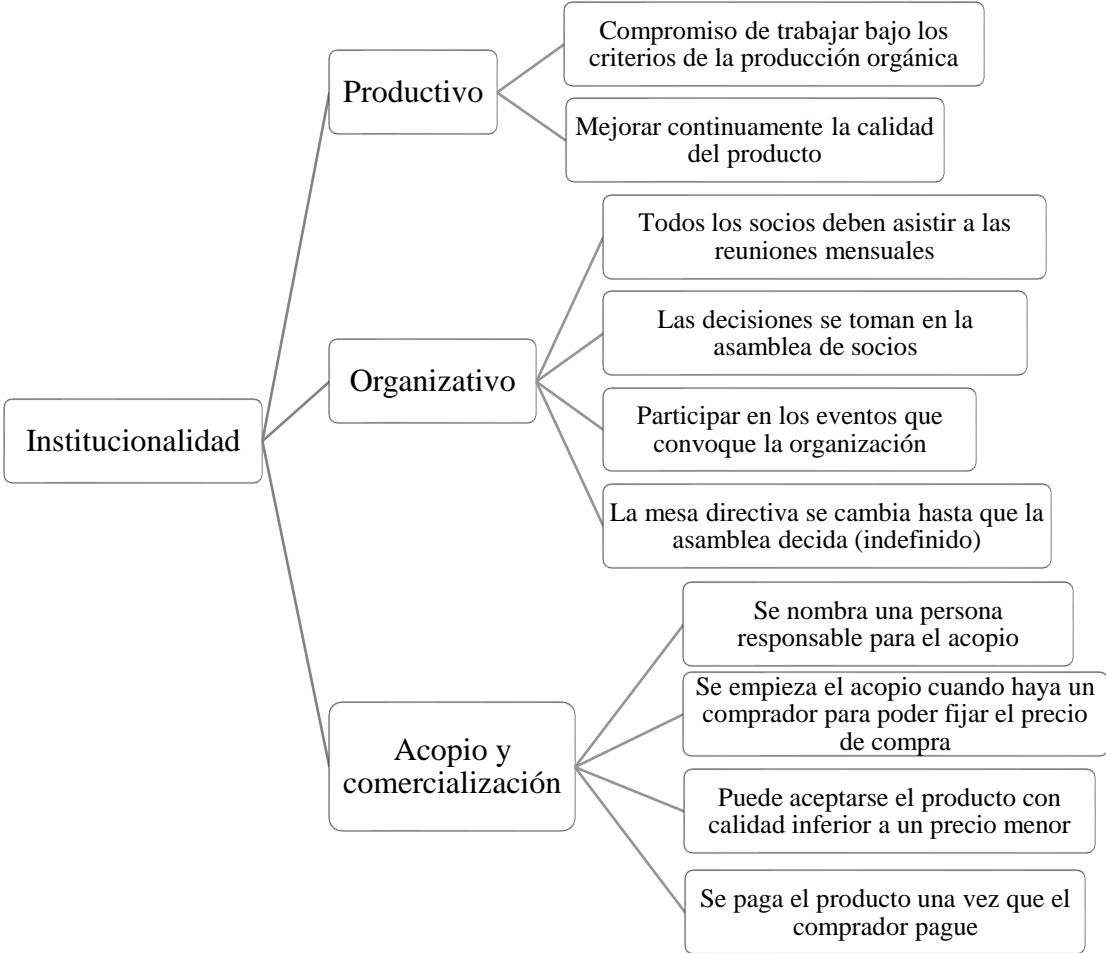 Institucionalidad
Productivo
Compromiso de trabajar bajo los
criterios de la producción orgánica
Mejorar continuamente la calidad
del producto
Organizativo
Todos los socios deben asistir a las
reuniones mensuales
Las decisiones se toman en la
asamblea de socios
Participar en los eventos que
convoque la organización
La mesa directiva se cambia hasta que la
asamblea decida (indefinido)
Acopio y
comercialización
Se nombra una persona
responsable para el acopio
Se empieza el acopio cuando haya un
comprador para poder fijar el precio
de compra
Puede aceptarse el producto con
calidad inferior a un precio menor
Se paga el producto una vez que el
comprador pague